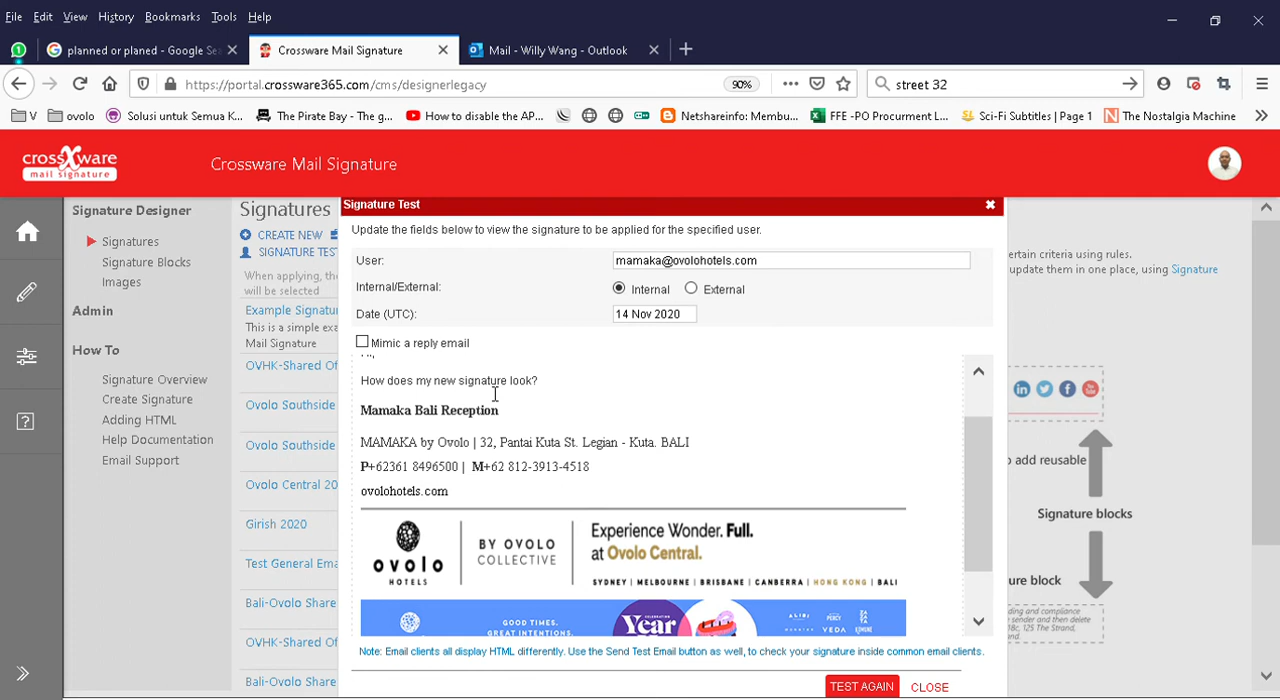 File Edit View History Bookmarks Tools Help
planned or planed - Google Sea
Crossware Mail Signature
Mail - Willy Wang - Outlook
https://portal.crossware365.com/cms/designerlegacy
90%
street 32
V
ovolo
Solusi untuk Semua K...
The Pirate Bay - The g...
How to disable the AP...
Netshareinfo: Membu...
FFE -PO Procurment L...
Sci-Fi Subtitles | Page 1
The Nostalgia Machine
crossware
mail signature
Crossware Mail Signature
Signature Designer
Signatures
Signature Blocks
Images
Admin
How To
Signature Overview
Create Signature
Adding HTML
Help Documentation
Email Support
Signatures
CREATE NEW
SIGNATURE TES
When applying, the
will be selected
Example Signatur
This is a simple exa
Mail Signature
OVHK-Shared Of
Ovolo Southside
Ovolo Southside
Ovolo Central 20
Girish 2020
Test General Ema
Bali-Ovolo Share
OVHK-Shared Of
Bali-Ovolo Share
Signature Test
Update the fields below to view the signature to be applied for the specified user.
User:
mamaka@ovolohotels.com
Internal/External:
Internal
External
Date (UTC):
14 Nov 2020
Mimic a reply email
Hi,
How does my new signature look?
Mamaka Bali Reception
MAMAKA by Ovolo | 32, Pantai Kuta St. Legian - Kuta. BALI
P+62361 8496500 | M+62 812-3913-4518
ovolohotels.com
ovolo
HOTELS
BY OVOLO
COLLECTIVE
Experience Wonder. Full.
at Ovolo Central.
SYDNEY | MELBOURNE | BRISBANE | CANBERRA | HONG KONG | BALI
GOOD TIMES.
GREAT INTENTIONS.
Year
ALIBI
VEDA
Note: Email clients all display HTML differently. Use the Send Test Email button as well, to check your signature inside common email clients.
TEST AGAIN
CLOSE
ertain criteria using rules.
update them in one place, using Signature
o add reusable
Signature blocks
ure block